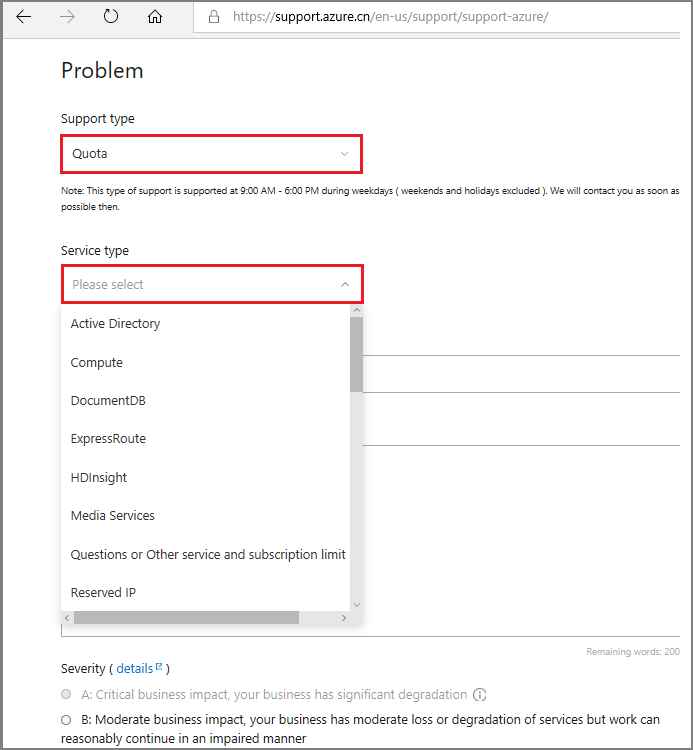 https://support.azure.cn/en-us/support/support-azure/
Problem
Support type
Quota
Note: This type of support is supported at 9:00 AM - 6:00 PM during weekdays ( weekends and holidays excluded ). We will contact you as soon as
possible then.
Service type
Please select
Active Directory
Compute
DocumentDB
ExpressRoute
HDInsight
Media Services
Questions or Other service and subscription limit
Reserved IP
Remaining words: 200
Severity ( details )
A: Critical business impact, your business has significant degradation
B: Moderate business impact, your business has moderate loss or degradation of services but work can
reasonably continue in an impaired manner